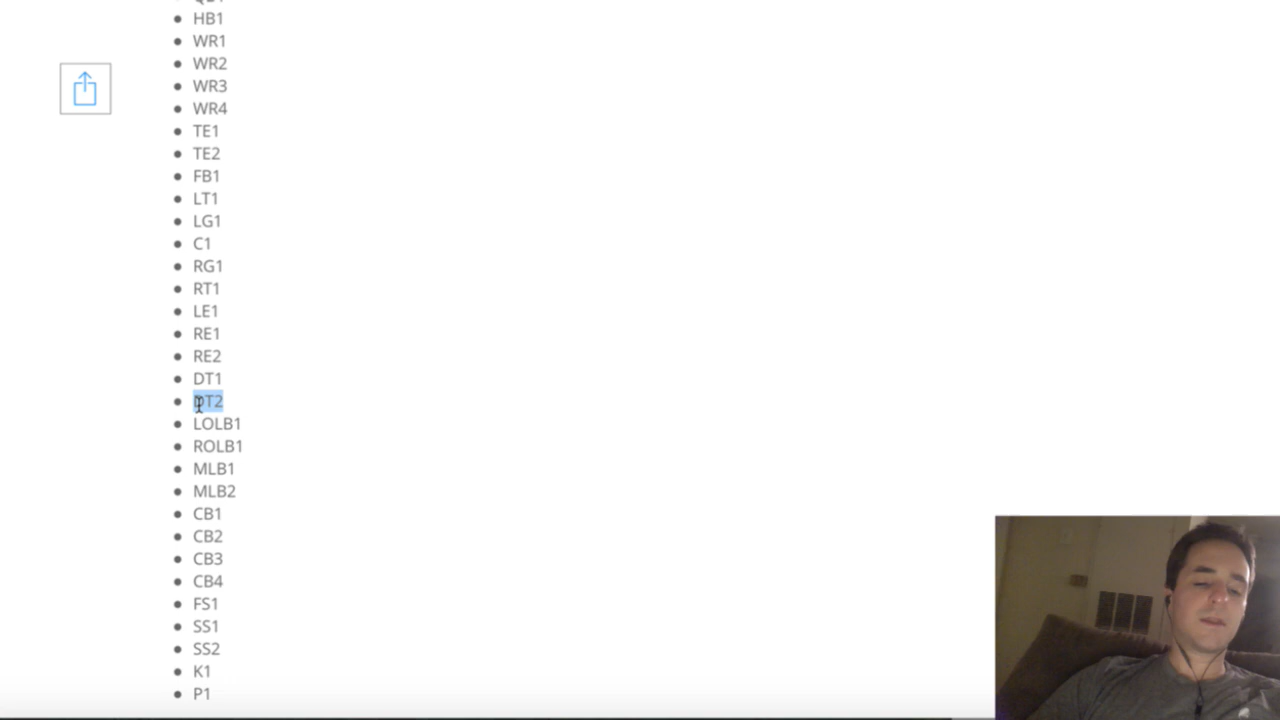 HB1
WR1
WR2
WR3
WR4
TE1
TE2
FB1
LT1
LG1
C1
RG1
RT1
LE1
RE1
RE2
DT1
DT2
LOLB1
ROLB1
MLB1
MLB2
CB1
CB2
CB3
CB4
FS1
SS1
SS2
K1
P1